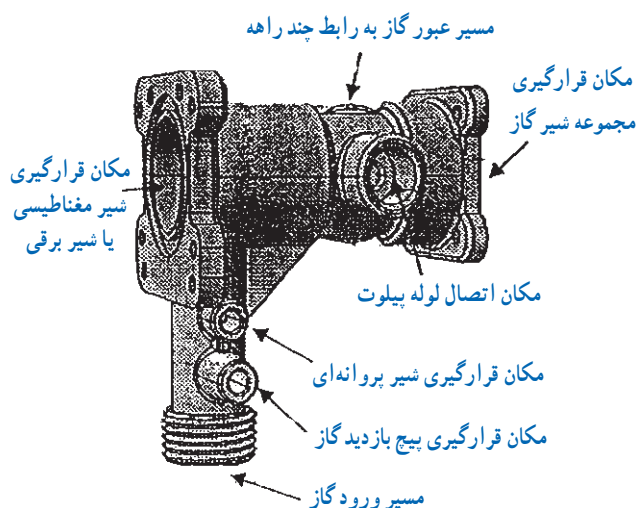 مسیر عبور گاز به رابط چند راهه
مکان قرارگیری
مجموعه شیر گاز
مکان قرارگیری
شیر مغناطیسی
یا شیر برقی
مکان اتصال لوله پیلوت
مکان قرارگیری شیر پروانه‌ای
مکان قرارگیری پیچ بازدید گاز
مسیر ورود گاز